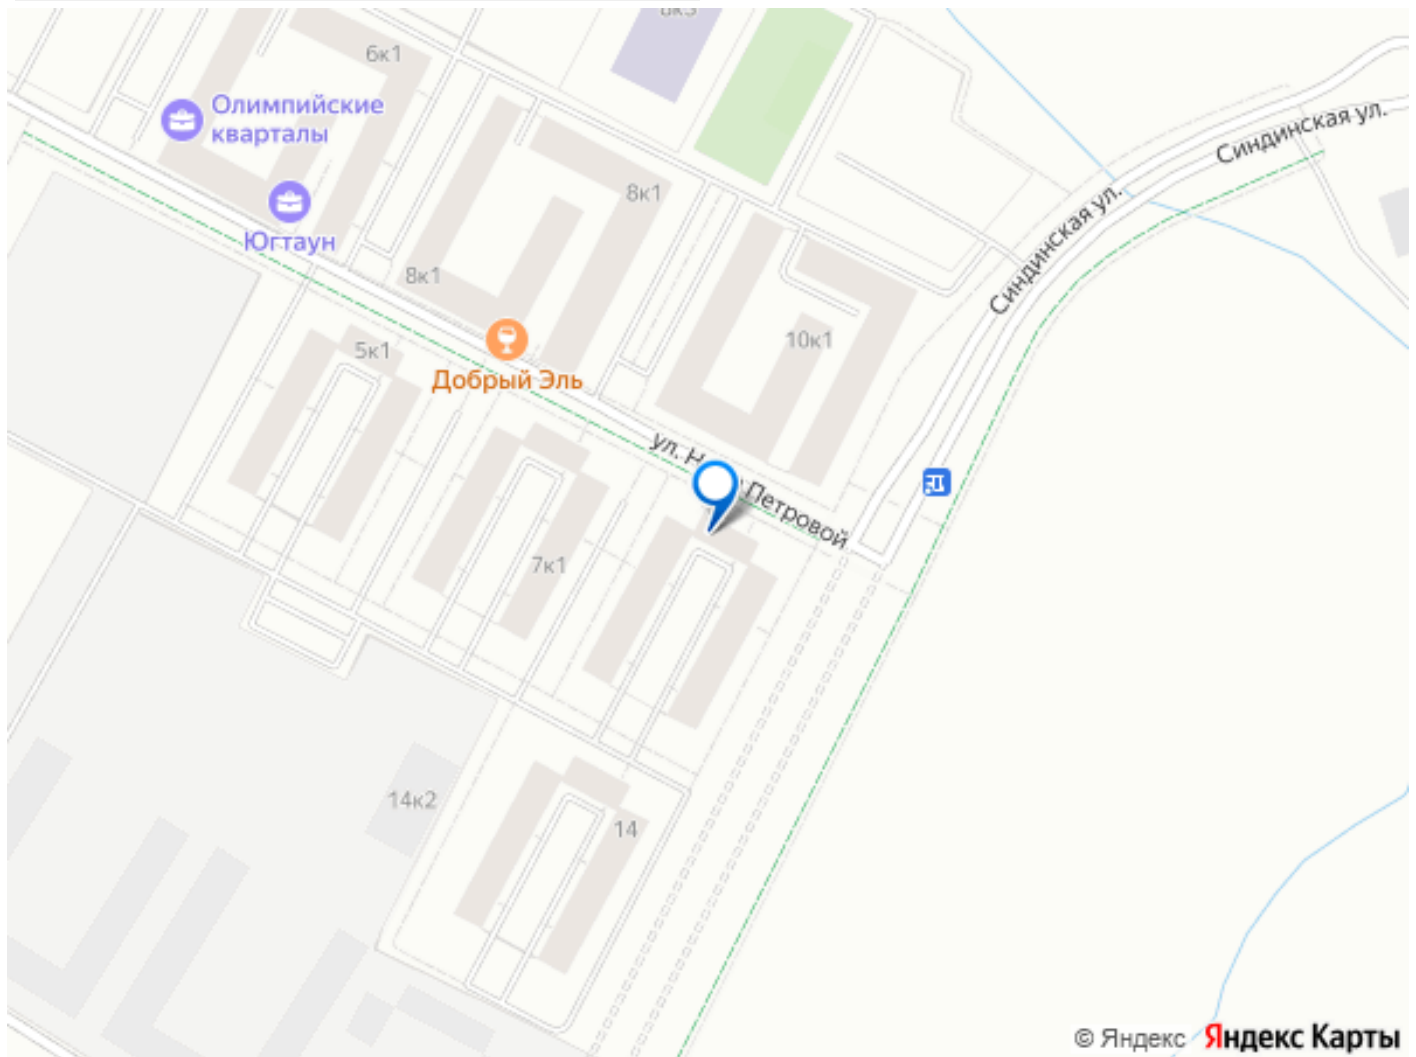 6к1
Олимпийские
кварталы
8к1
Югтаун
8к1
5к1
10к1
Добрый Эль
Синдинская ул.
Синдинская ул.
ул.
Петровой
7к1
14к2
14
© Яндекс Яндекс Карты